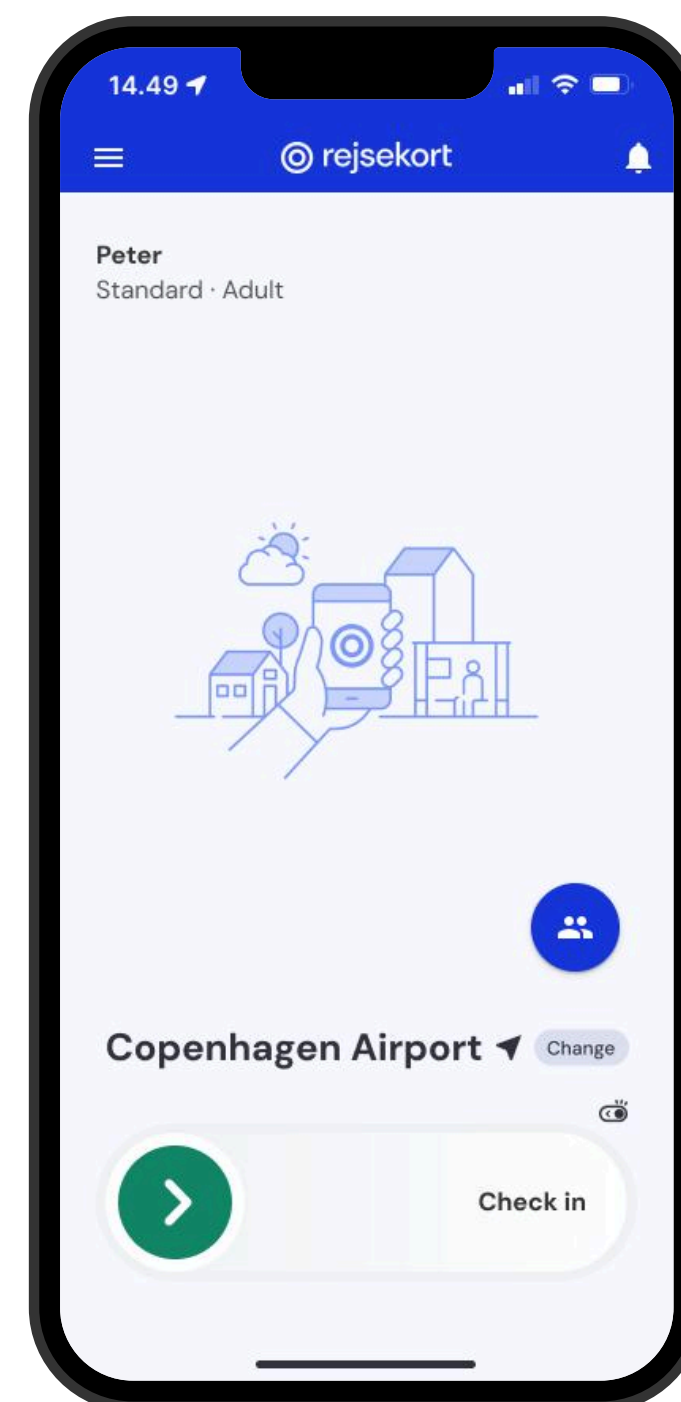 14.49
rejsekort
Peter
Standard · Adult
Copenhagen Airport
Change
Check in